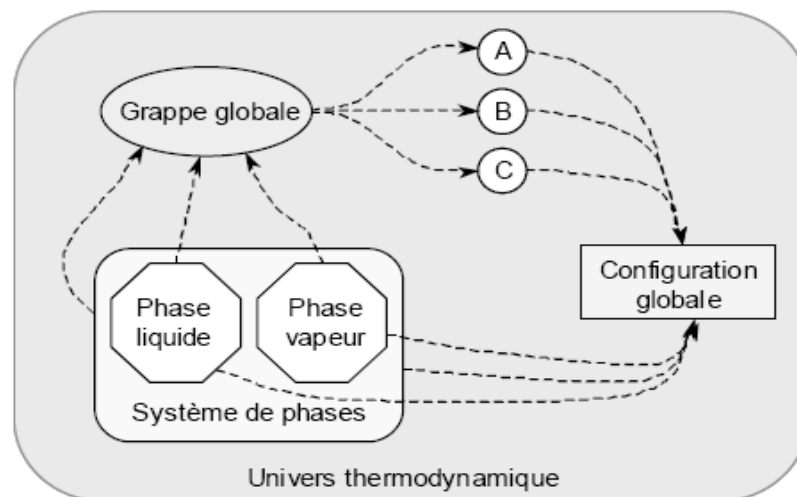 A
Grappe globale
B
C
Configuration
globale
Phase
liquide
Phase
vapeur
Système de phases
Univers thermodynamique